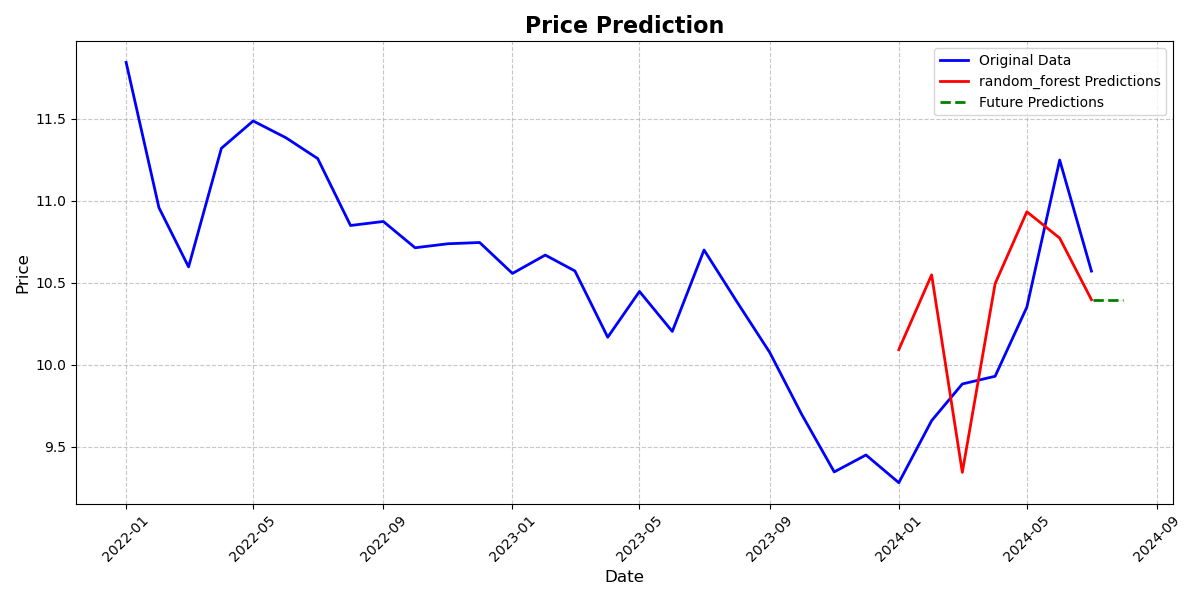 Price Prediction
Original Data
random_forest Predictions
Future Predictions
Price
11.5
11.0
10.5
10.0
9.5
2022-01
2022-05
2022-09
2023-01
2023-05
2023-09
2024-01
2024-05
2024-09
Date